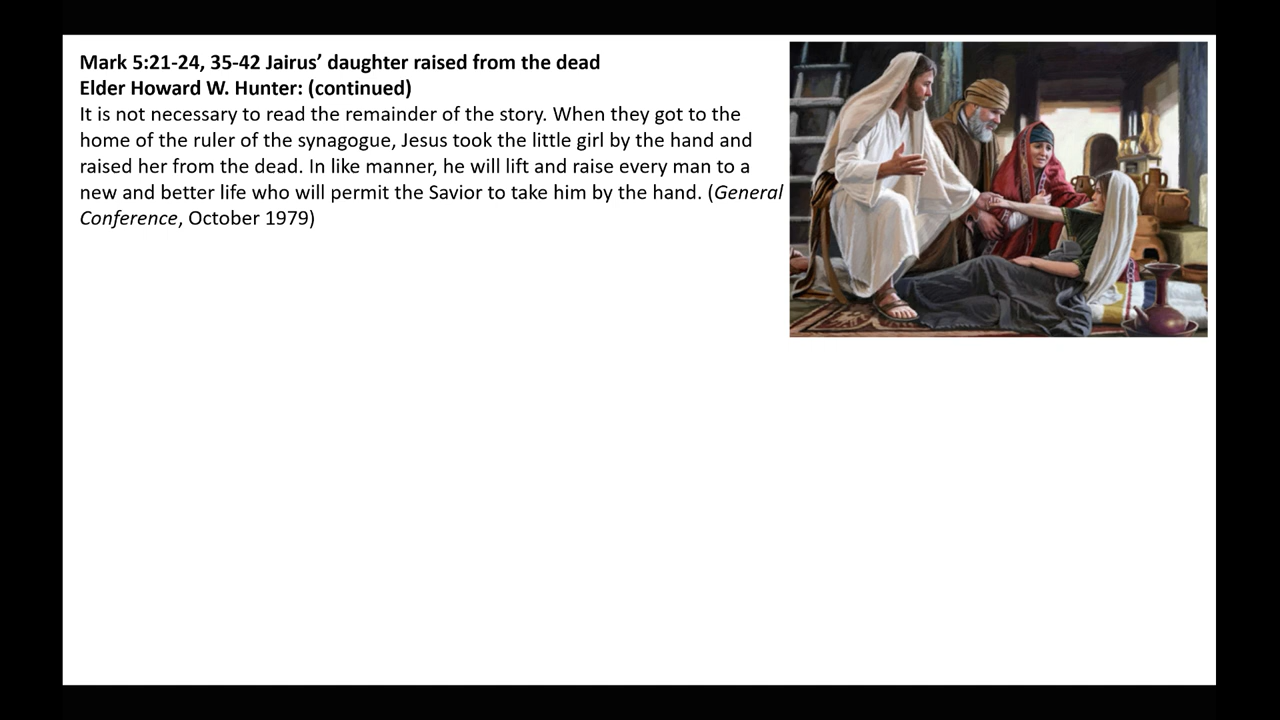 Mark 5:21-24, 35-42 Jairus’ daughter raised from the dead
Elder Howard W. Hunter: (continued)
It is not necessary to read the remainder of the story. When they got to the
home of the ruler of the synagogue, Jesus took the little girl by the hand and
raised her from the dead. In like manner, he will lift and raise every man to a
new and better life who will permit the Savior to take him by the hand. (General
Conference, October 1979)